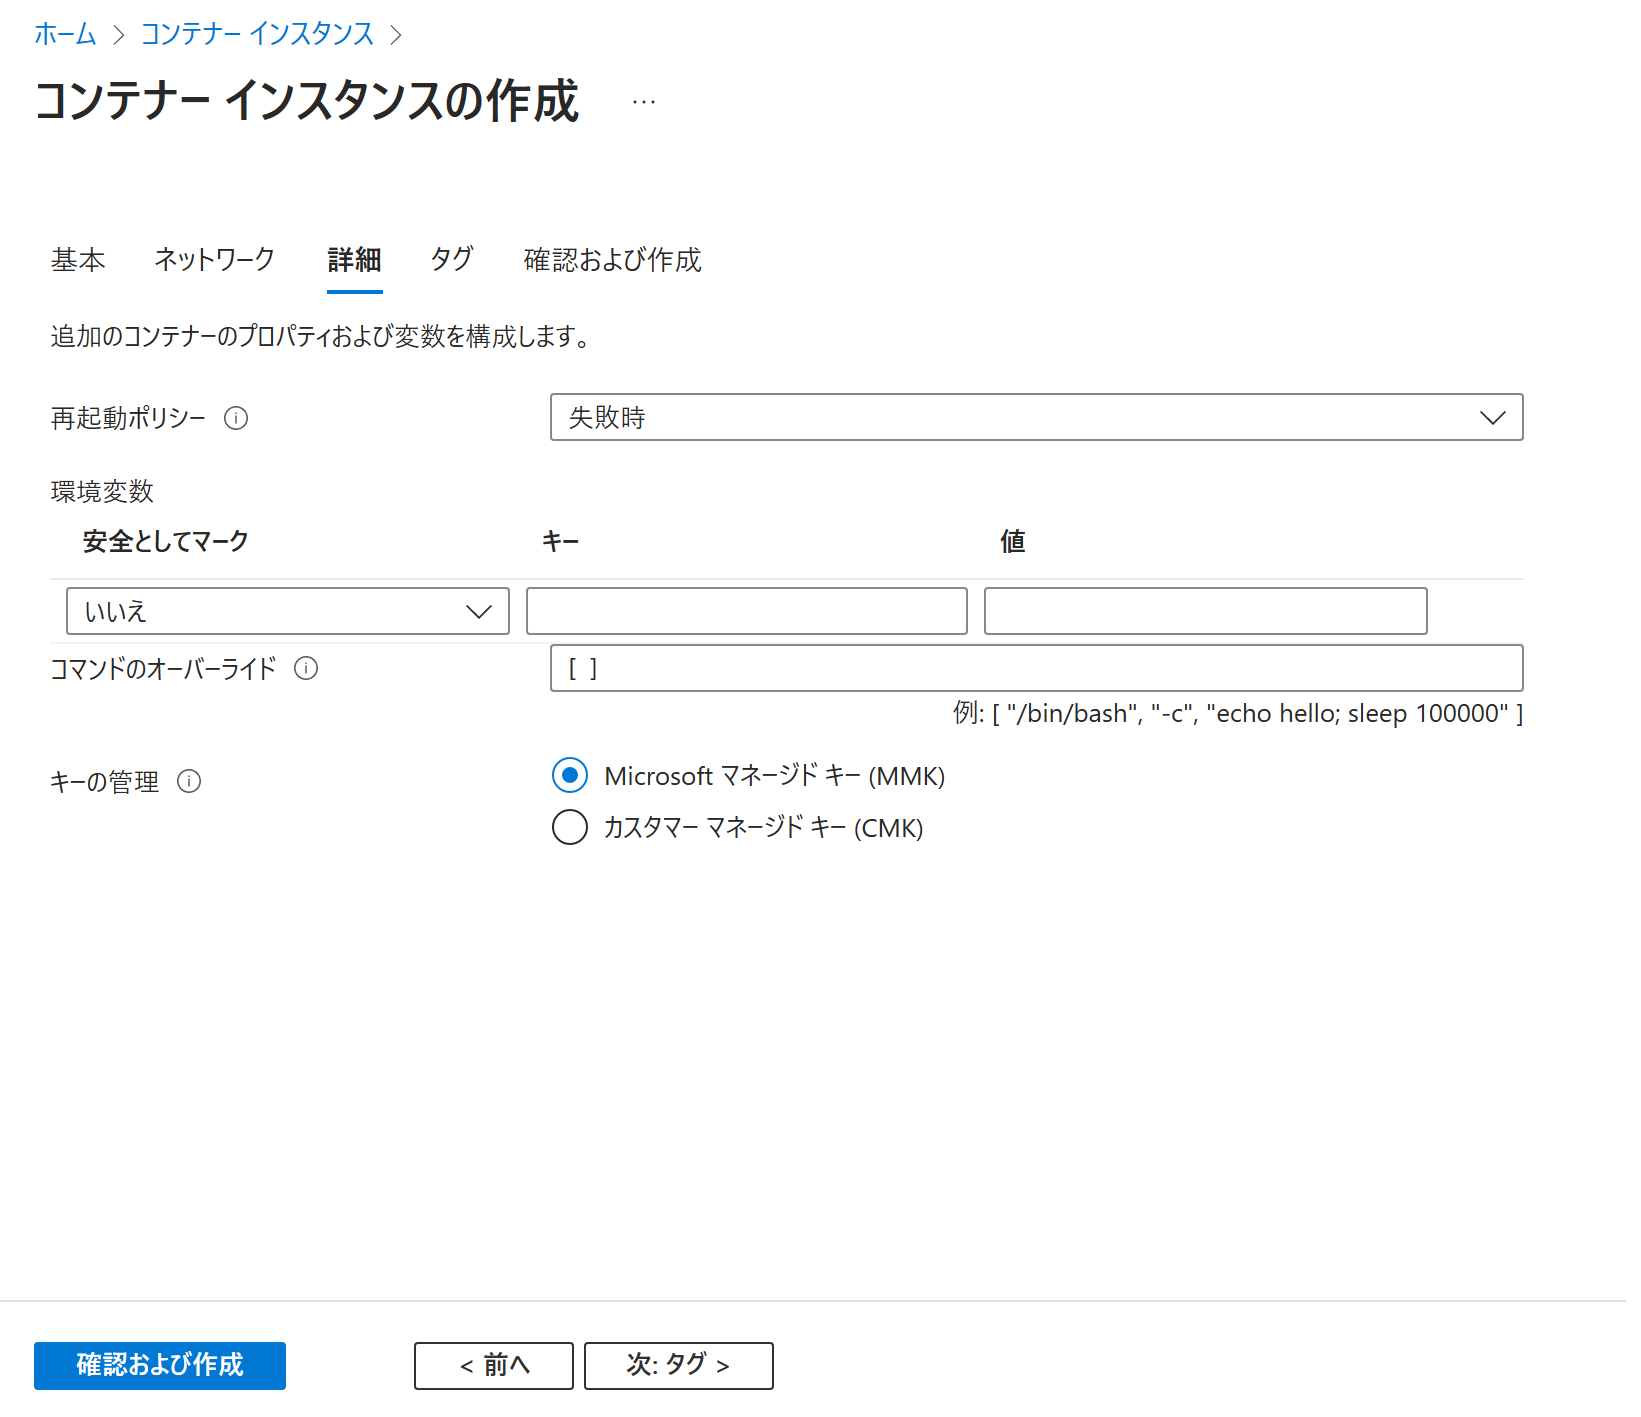 ホーム > コンテナー インスタンス >
コンテナー インスタンスの作成 …
基本 ネットワーク 詳細 タグ 確認および作成
追加のコンテナーのプロパティおよび変数を構成します。
再起動ポリシー 失敗時
環境変数
安全としてマーク キー 値
いいえ
コマンドのオーバーライド [ ]
例: [ "/bin/bash", "-c", "echo hello; sleep 100000" ]
キーの管理 Microsoft マネージド キー (MMK)
カスタマー マネージド キー (CMK)
確認および作成 < 前へ 次: タグ >